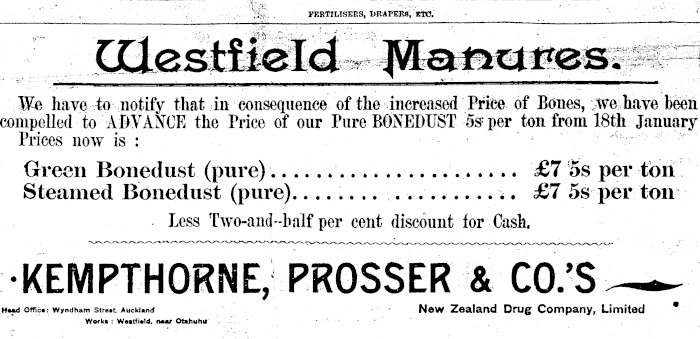 FERTILISERS, DRAPERS, ETC.
Westfield Manures.
We have to notify that in consequence of the increased Price of Bones, we have been
compelled to ADVANCE the Price of our Pure BONEDUST 5s per ton from 18th January
Prices now is :
Green Bonedust (pure)....................... £7 5s per ton
Steamed Bonedust (pure).................... £7 5s per ton
Less Two-and-half per cent discount for Cash.
KEMPTHORNE, PROSSER & CO.'S
Head Office: Wyndham Street, Auckland
New Zealand Drug Company, Limited
Works : Westfield, near Otahuhu